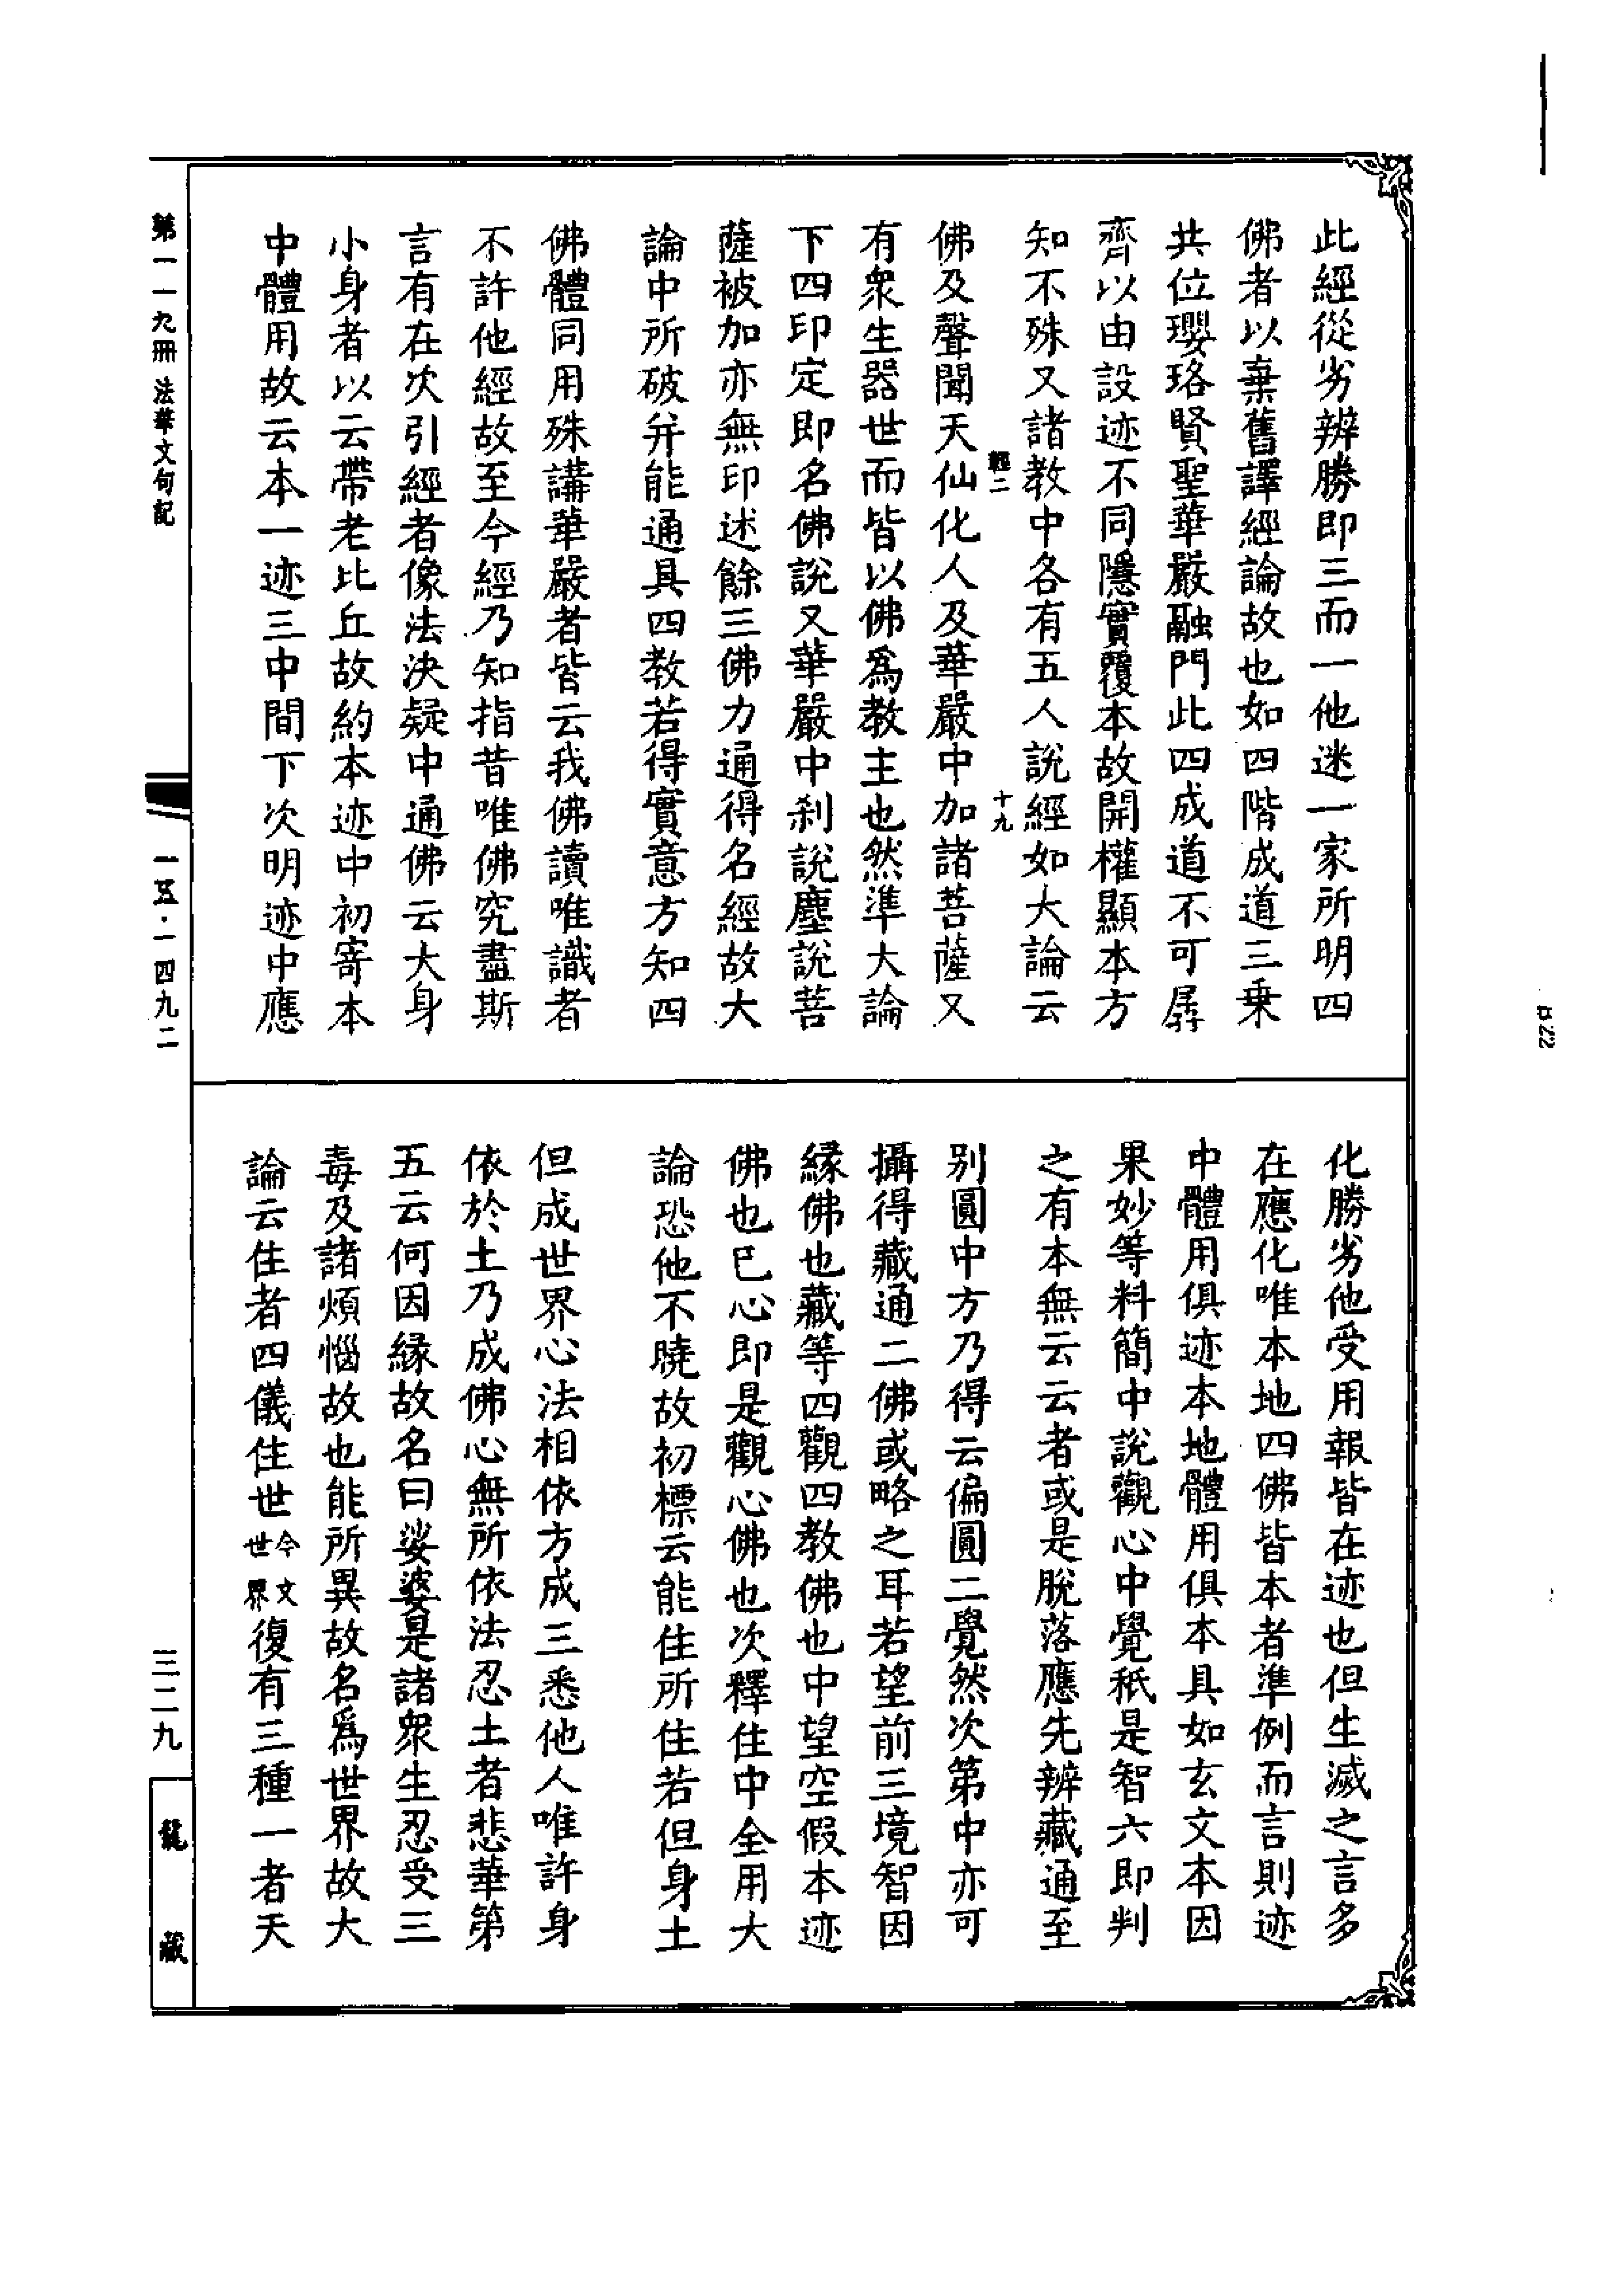 此經從劣辨勝即三而一他迷一家所明四
佛者以棄舊譯經論故也如四階成道三乗
共位瓔珞賢聖華嚴融門此四成道不可孱
齊以由設迹不同隱實覆本故開權顯本方
知不殊又諸教中各有五人說經如大論云
十九
佛及聲聞天仙化人及華嚴中加諸菩薩又
有衆生器世而皆以佛爲教主也然準大論
下四印定即名佛說又華嚴中刹說塵說菩
薩被加亦無印述餘三佛力通得名經故大
論中所破并能通具四教若得實意方知四
佛體同用殊講華嚴者皆云我佛讀唯識者
不許他經故至今經乃知指昔唯佛究盡斯
言有在次引經者像法決疑中通佛云大身
小身者以云帶老比丘故約本迹中初寄本
中體用故云本一迹三中間下次明迹中應
化勝劣他受用報皆在迹也但生滅之言多
在應化唯本地四佛皆本者準例而言則迹
中體用俱迹本地體用俱本具如玄文本因
果妙等料簡中說觀心中覺秖是智六即判
之有本無云云者或是脫落應先辨藏通至
别圓中方乃得云偏圓二覺然次第中亦可
攝得藏通二佛或略之耳若望前三境智因
緣佛也藏等四觀四教佛也中望空假本迹
佛也巳心即是觀心佛也次釋住中全用大
論恐他不曉故初標云能住所住若但身土
但成世界心法相依方成三悉他人唯許身
依於土乃成佛心無所依法忍土者悲華第
五云何因緣故名曰娑婆是諸衆生忍受三
毒及諸煩惱故也能所異故名爲世界故大
論云住者四儀住世今文世界復有三種一者天
第一一九冊 法華文句記
一五·一四九二
三二九
龍藏